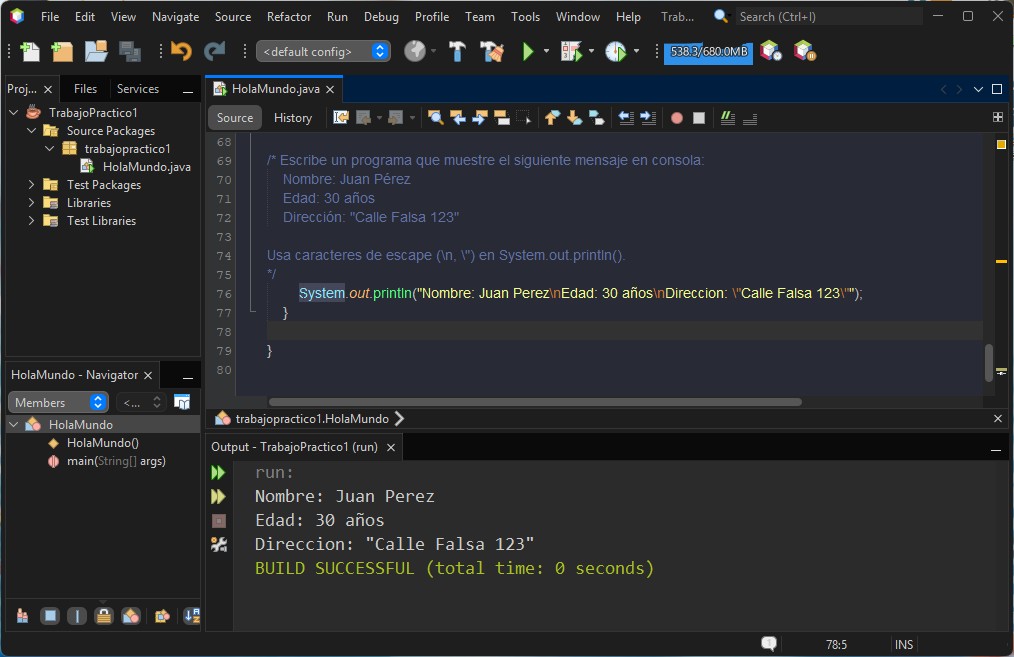 File Edit View Navigate Source Refactor Run Debug Profile Team Tools Window Help Trab... Search (Ctrl+I)
<default config> 538.3/680.0MB
Proj... Files Services
TrabajoPractico1
Source Packages
trabajopractico1
HolaMundo.java
Test Packages
Libraries
Test Libraries
HolaMundo.java
Source History
68
69 /* Escribe un programa que muestre el siguiente mensaje en consola:
70 Nombre: Juan Pérez
71 Edad: 30 años
72 Dirección: "Calle Falsa 123"
73
74 Usa caracteres de escape (\n, \") en System.out.println().
75 */
76 System.out.println("Nombre: Juan Perez\nEdad: 30 años\nDireccion: \"Calle Falsa 123\"");
77 }
78
79 }
80
trabajopractico1.HolaMundo
HolaMundo - Navigator
Members <...
HolaMundo
HolaMundo()
main(String[] args)
Output - TrabajoPractico1 (run)
run:
Nombre: Juan Perez
Edad: 30 años
Direccion: "Calle Falsa 123"
BUILD SUCCESSFUL (total time: 0 seconds)
1 78:5 INS